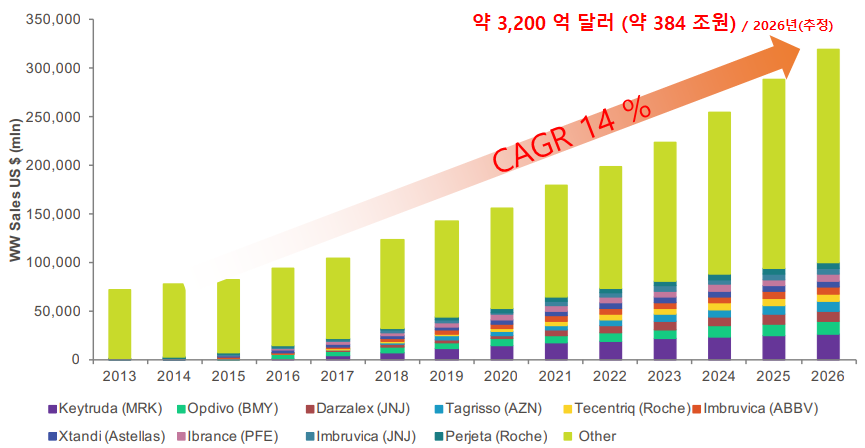 약 3,200 억 달러 (약 384 조원) / 2026년(추정)
CAGR 14 %
WW Sales US $ (mln)
350,000
300,000
250,000
200,000
150,000
100,000
50,000
0
2013 2014 2015 2016 2017 2018 2019 2020 2021 2022 2023 2024 2025 2026
Keytruda (MRK) Opdivo (BMY) Darzalex (JNJ) Tagrisso (AZN) Tecentriq (Roche) Imbruvica (ABBV)
Xtandi (Astellas) Ibrance (PFE) Imbruvica (JNJ) Perjeta (Roche) Other